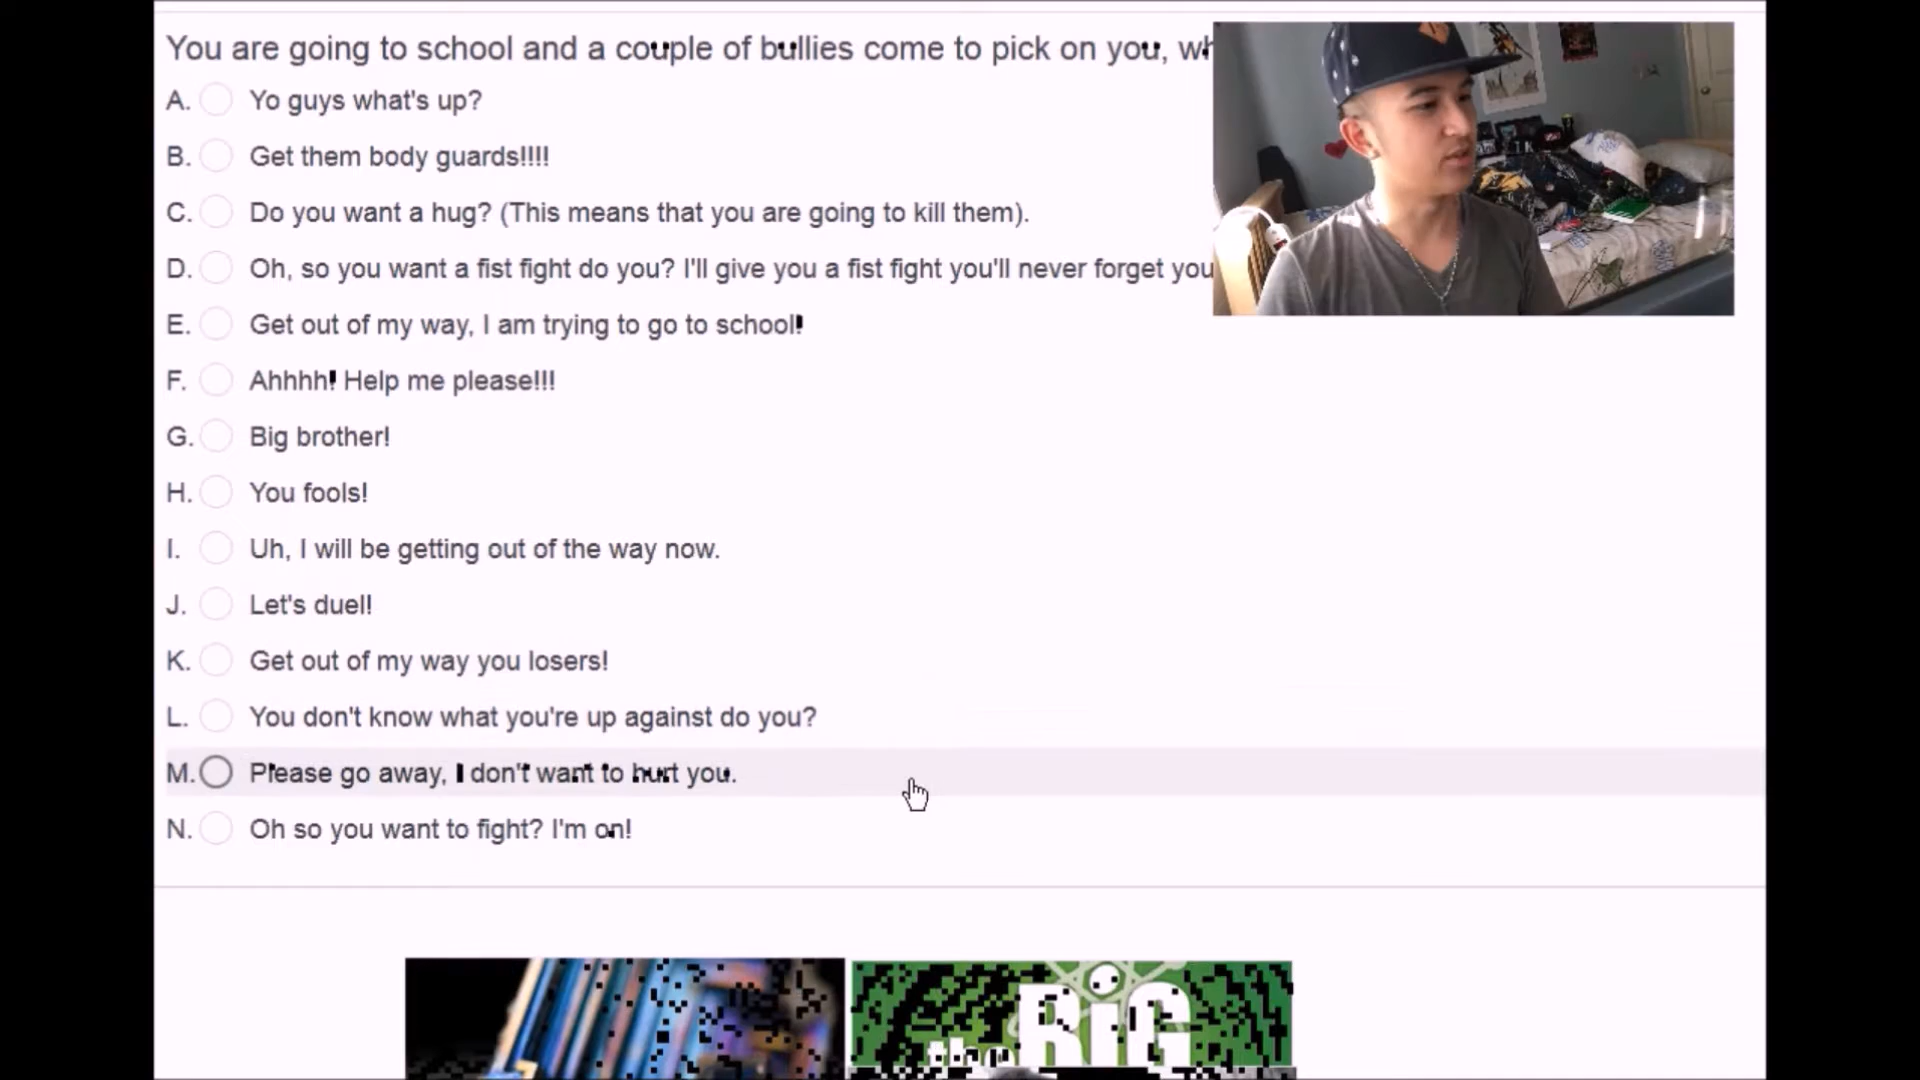 You are going to school and a couple of bullies come to pick on you,
A. Yo guys what's up?
B. Get them body guards!!!!
C. Do you want a hug? (This means that you are going to kill them).
D. Oh, so you want a fist fight do you? I'll give you a fist fight you'll never forget you
E. Get out of my way, I am trying to go to school!
F. Ahhhh! Help me please!!!
G. Big brother!
H. You fools!
I. Uh, I will be getting out of the way now.
J. Let's duel!
K. Get out of my way you losers!
L. You don't know what you're up against do you?
M. Please go away, I don't want to hurt you.
N. Oh so you want to fight? I'm on!
the BiG